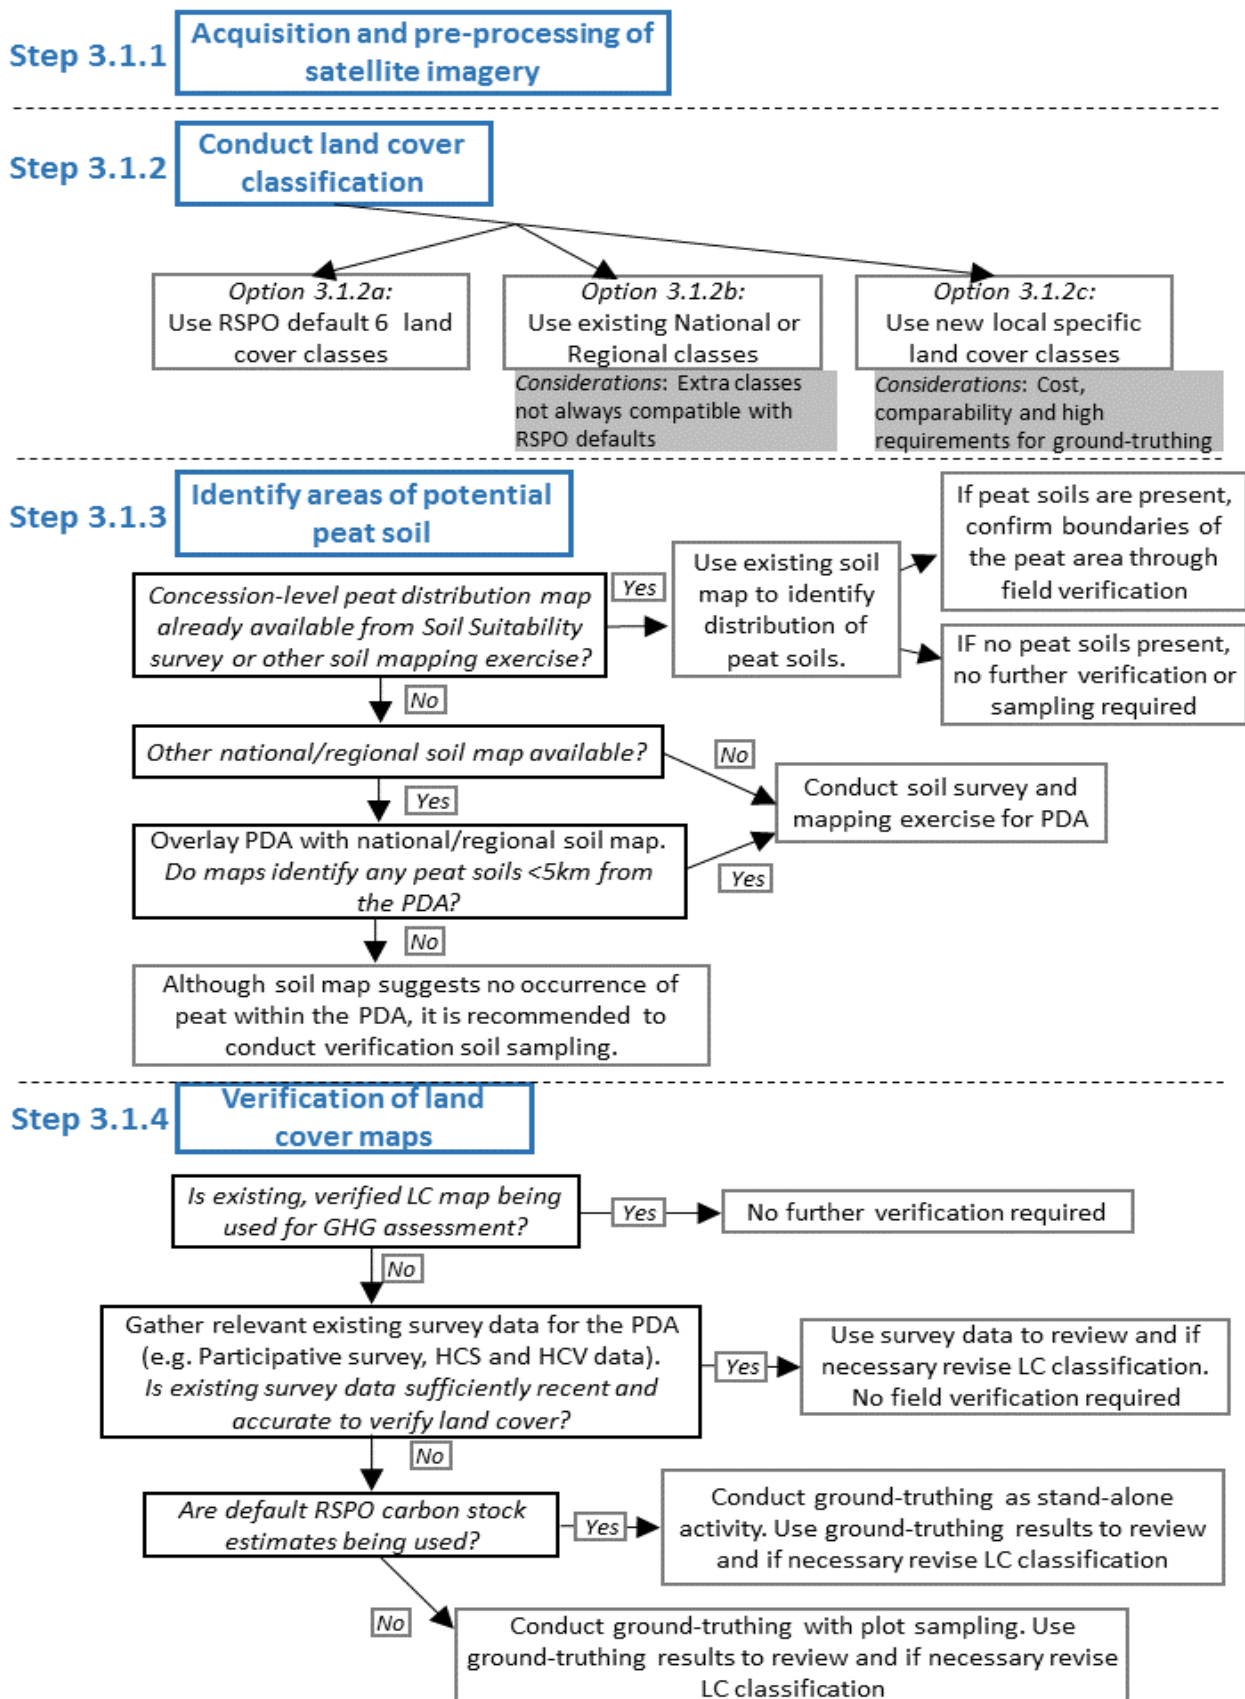 Step 3.1.1
Acquisition and pre-processing of
satellite imagery
Step 3.1.2
Conduct land cover
classification
Option 3.1.2a:
Use RSPO default 6 land
cover classes
Option 3.1.2b:
Use existing National or
Regional classes
Considerations: Extra classes
not always compatible with
RSPO defaults
Option 3.1.2c:
Use new local specific
land cover classes
Considerations: Cost,
comparability and high
requirements for ground-truthing
Step 3.1.3
Identify areas of potential
peat soil
Concession-level peat distribution map
already available from Soil Suitability
survey or other soil mapping exercise?
Yes
Use existing soil
map to identify
distribution of
peat soils.
If peat soils are present,
confirm boundaries of
the peat area through
field verification
IF no peat soils present,
no further verification or
sampling required
No
Other national/regional soil map available?
No
Conduct soil survey and
mapping exercise for PDA
Yes
Overlay PDA with national/regional soil map.
Do maps identify any peat soils <5km from
the PDA?
Yes
No
Although soil map suggests no occurrence of
peat within the PDA, it is recommended to
conduct verification soil sampling.
Step 3.1.4
Verification of land
cover maps
Is existing, verified LC map being
used for GHG assessment?
Yes
No further verification required
No
Gather relevant existing survey data for the PDA
(e.g. Participative survey, HCS and HCV data).
Is existing survey data sufficiently recent and
accurate to verify land cover?
Yes
Use survey data to review and if
necessary revise LC classification.
No field verification required
No
Are default RSPO carbon stock
estimates being used?
Yes
Conduct ground-truthing as stand-alone
activity. Use ground-truthing results to review
and if necessary revise LC classification
No
Conduct ground-truthing with plot sampling. Use
ground-truthing results to review and if necessary revise
LC classification